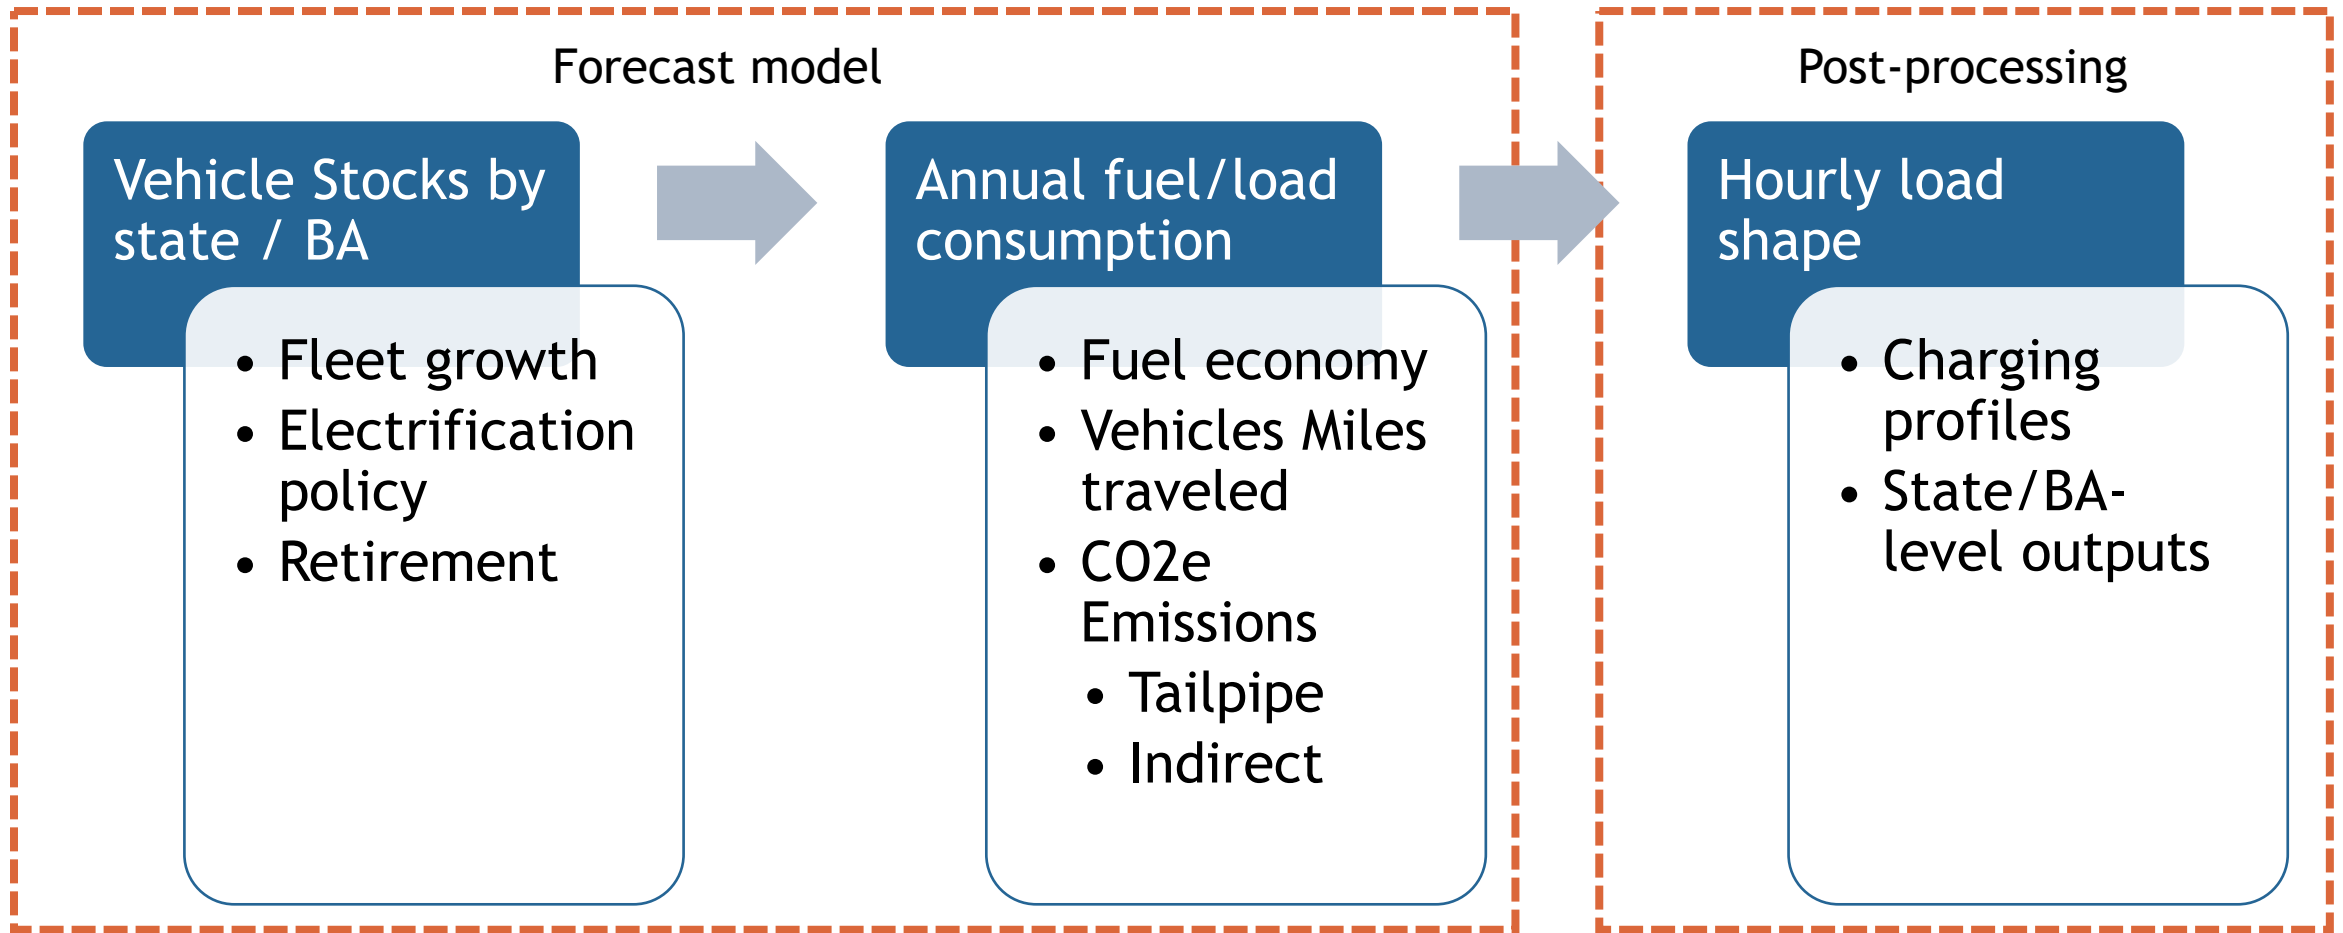 Forecast model
Vehicle Stocks by
state / BA
• Fleet growth
• Electrification
policy
• Retirement
Annual fuel/load
consumption
• Fuel economy
• Vehicles Miles
traveled
• CO2e
Emissions
• Tailpipe
• Indirect
Post-processing
Hourly load
shape
• Charging
profiles
• State/BA-
level outputs